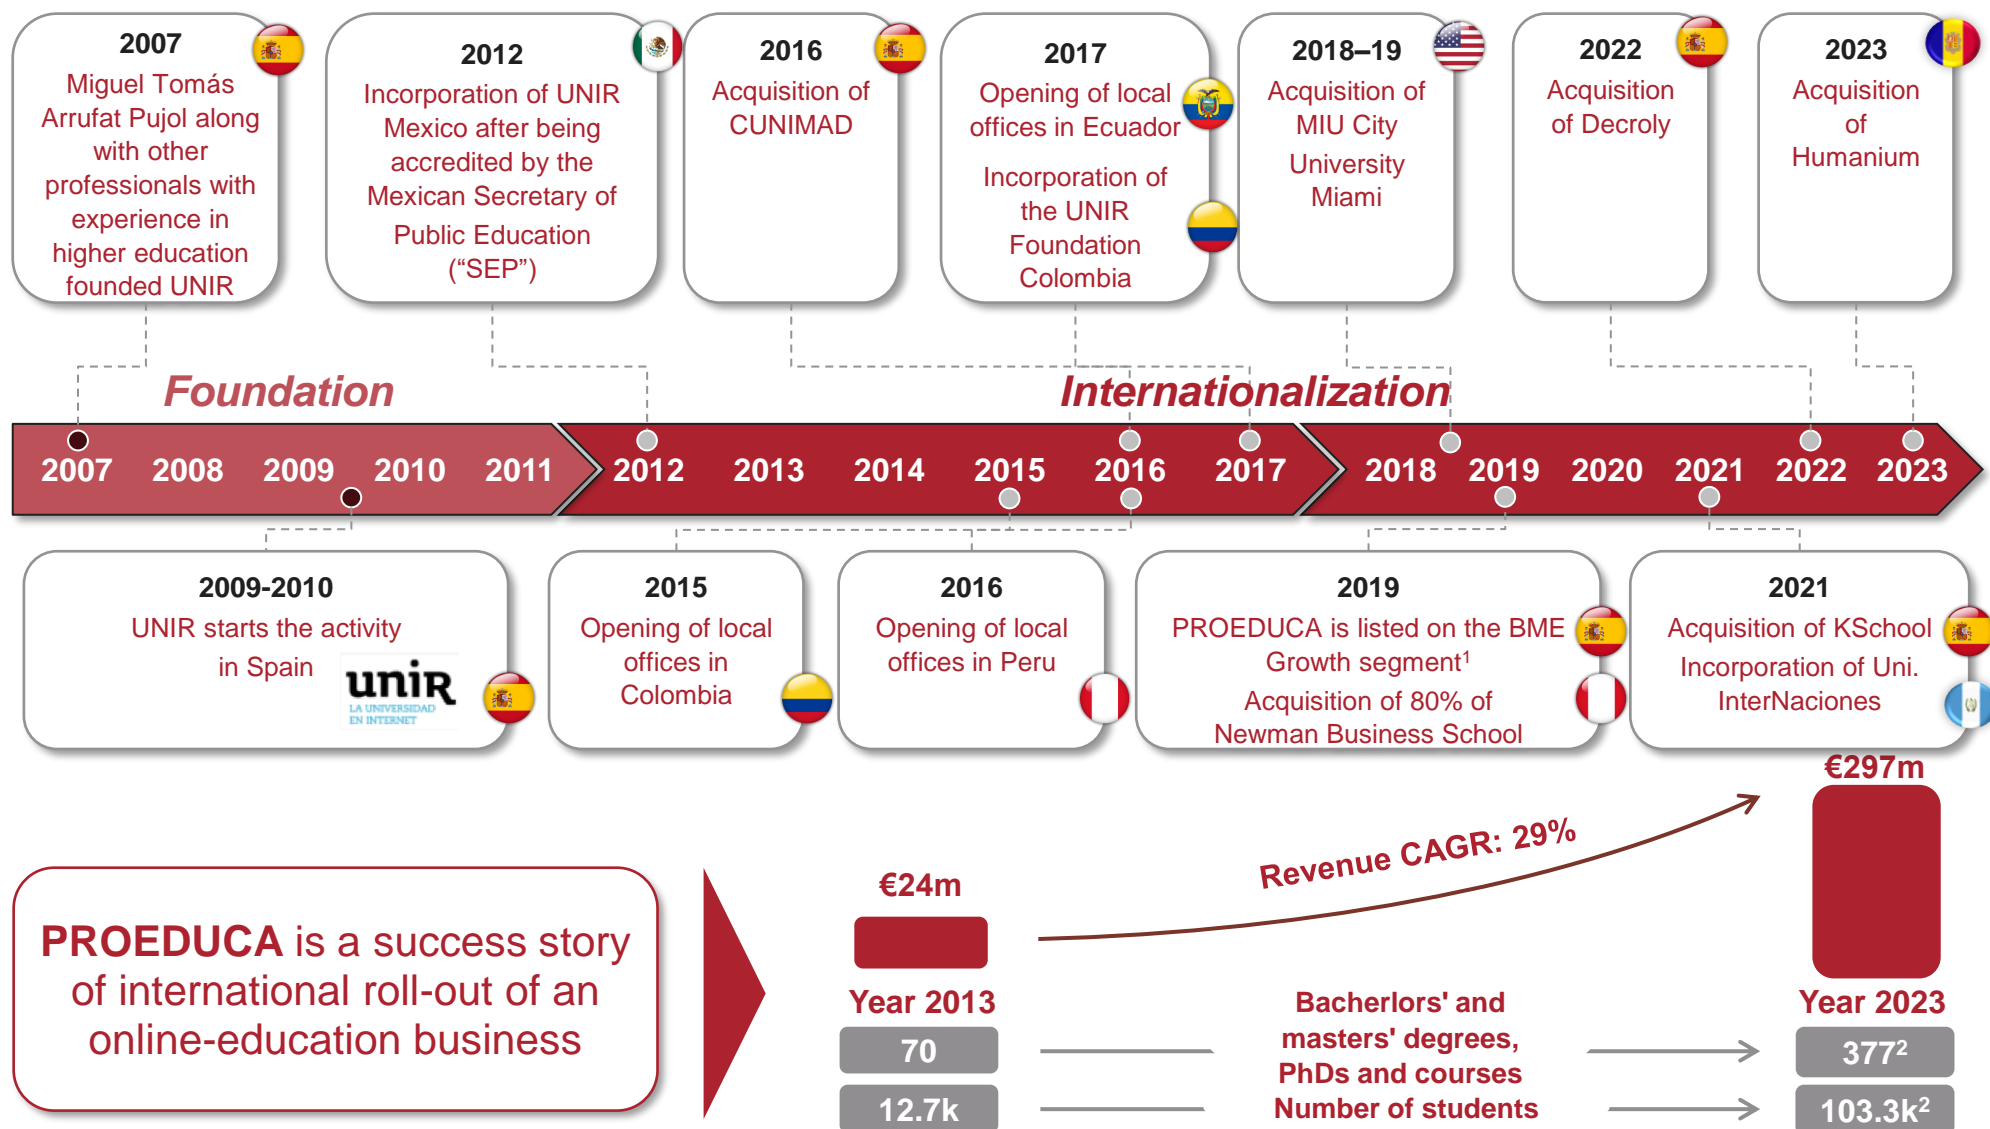 2007
Miguel Tomás
Arrufat Pujol along
with other
professionals with
experience in
higher education
founded UNIR
2012
Incorporation of UNIR
Mexico after being
accredited by the
Mexican Secretary of
Public Education
(“SEP”)
2016
Acquisition of
CUNIMAD
2017
Opening of local
offices in Ecuador
Incorporation of
the UNIR
Foundation
Colombia
2018–19
Acquisition of
MIU City
University
Miami
2022
Acquisition
of Decroly
2023
Acquisition
of
Humanium
Foundation
Internationalization
2007 2008 2009 2010 2011 2012 2013 2014 2015 2016 2017 2018 2019 2020 2021 2022 2023
2009-2010
UNIR starts the activity
in Spain
uniR
LA UNIVERSIDAD
EN INTERNET
2015
Opening of local
offices in
Colombia
2016
Opening of local
offices in Peru
2019
PROEDUCA is listed on the BME
Growth segment¹
Acquisition of 80% of
Newman Business School
2021
Acquisition of KSchool
Incorporation of Uni.
InterNaciones
PROEDUCA is a success story
of international roll-out of an
online-education business
€24m
Revenue CAGR: 29%
€297m
Year 2013
Year 2023
70
Bacherlors' and
masters' degrees,
PhDs and courses
377²
12.7k
Number of students
103.3k²